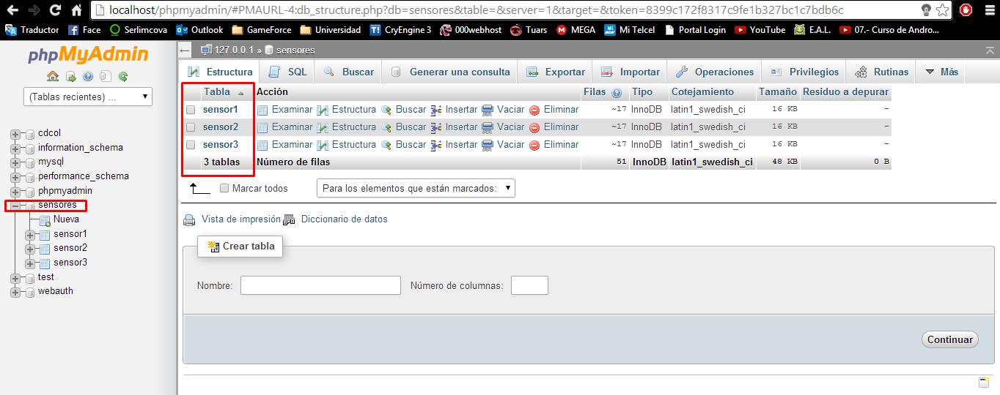 localhost/phpmyadmin/#PMAURL-4:db_structure.php?db=sensores&table=&server=1&target=&token=8399c172f8317c9fe1b327bc1c7bdb6c
Traductor Face Serlimcova Outlook GameForce Universidad CryEngine 3 000webhost Tuars MEGA Mi Telcel Portal Login YouTube E.A.L. 07.- Curso de Andro...
phpMyAdmin
(Tablas recientes) ...
cdcol
information_schema
mysql
performance_schema
phpmyadmin
sensores
Nueva
sensor1
sensor2
sensor3
test
webauth
127.0.0.1 » sensores
Estructura SQL Buscar Generar una consulta Exportar Importar Operaciones Privilegios Rutinas Más
Tabla Acción Filas Tipo Cotejamiento Tamaño Residuo a depurar
sensor1 Examinar Estructura Buscar Insertar Vaciar Eliminar ~17 InnoDB latin1_swedish_ci 16 KB -
sensor2 Examinar Estructura Buscar Insertar Vaciar Eliminar ~17 InnoDB latin1_swedish_ci 16 KB -
sensor3 Examinar Estructura Buscar Insertar Vaciar Eliminar ~17 InnoDB latin1_swedish_ci 16 KB -
3 tablas Número de filas 51 InnoDB latin1_swedish_ci 48 KB 0 B
Marcar todos Para los elementos que están marcados:
Vista de impresión Diccionario de datos
Crear tabla
Nombre: Número de columnas:
Continuar